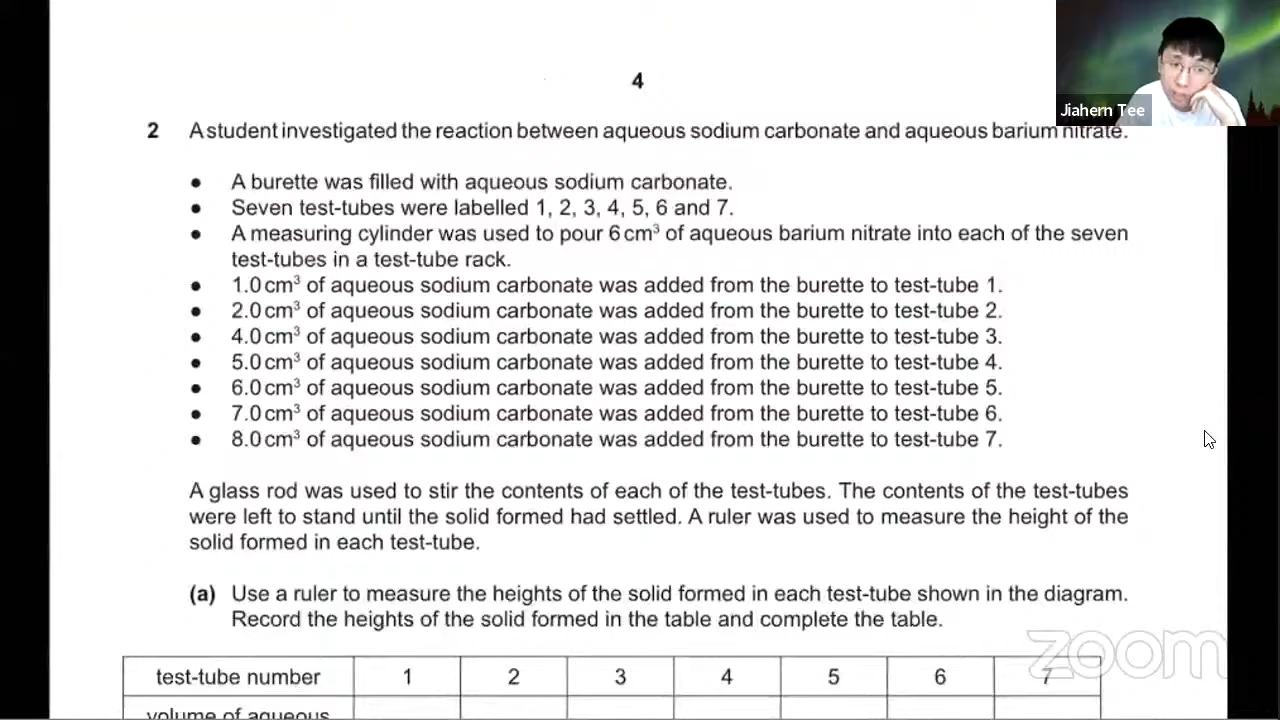 4
Jiahern Tee
2 A student investigated the reaction between aqueous sodium carbonate and aqueous barium nitrate.
• A burette was filled with aqueous sodium carbonate.
• Seven test-tubes were labelled 1, 2, 3, 4, 5, 6 and 7.
• A measuring cylinder was used to pour 6 cm³ of aqueous barium nitrate into each of the seven
test-tubes in a test-tube rack.
• 1.0 cm³ of aqueous sodium carbonate was added from the burette to test-tube 1.
• 2.0 cm³ of aqueous sodium carbonate was added from the burette to test-tube 2.
• 4.0 cm³ of aqueous sodium carbonate was added from the burette to test-tube 3.
• 5.0 cm³ of aqueous sodium carbonate was added from the burette to test-tube 4.
• 6.0 cm³ of aqueous sodium carbonate was added from the burette to test-tube 5.
• 7.0 cm³ of aqueous sodium carbonate was added from the burette to test-tube 6.
• 8.0 cm³ of aqueous sodium carbonate was added from the burette to test-tube 7.
A glass rod was used to stir the contents of each of the test-tubes. The contents of the test-tubes
were left to stand until the solid formed had settled. A ruler was used to measure the height of the
solid formed in each test-tube.
(a) Use a ruler to measure the heights of the solid formed in each test-tube shown in the diagram.
Record the heights of the solid formed in the table and complete the table.
zoom
test-tube number 1 2 3 4 5 6 7
volume of aqueous